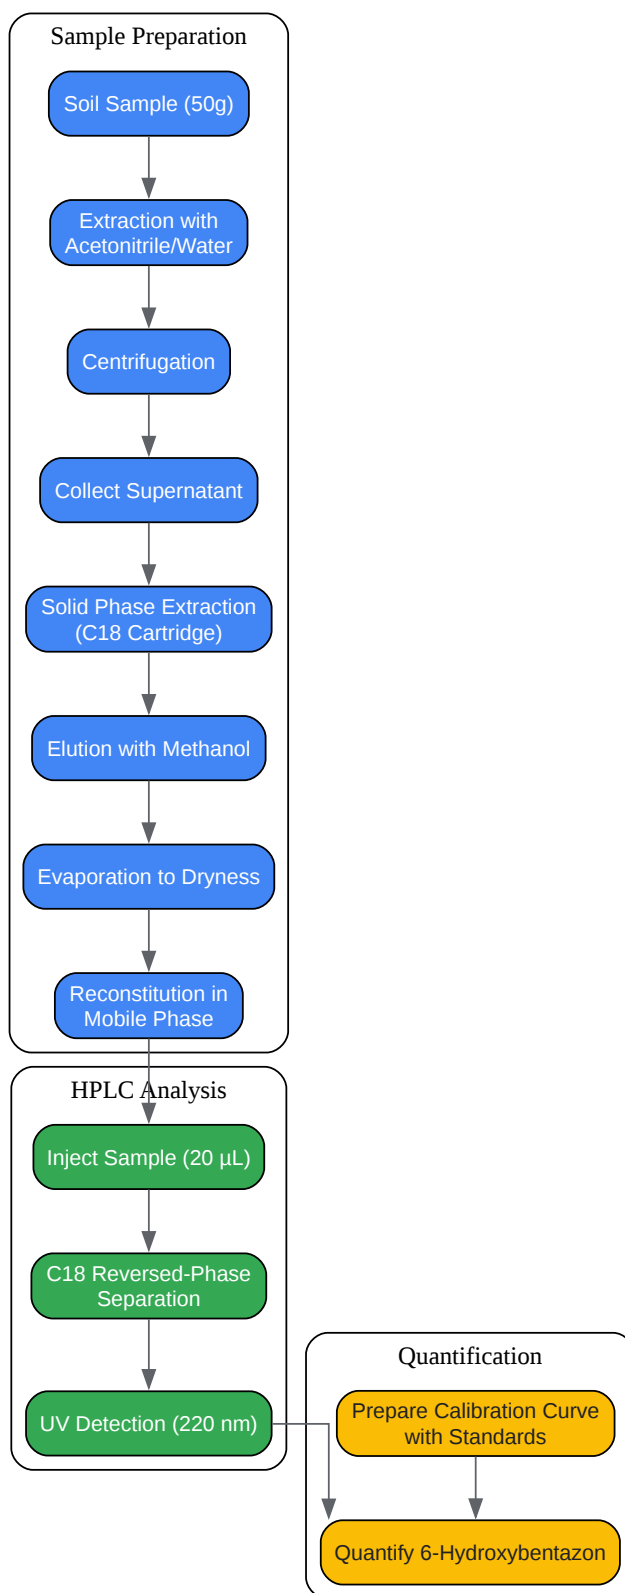 Sample Preparation
Soil Sample (50g)
Extraction with
Acetonitrile/Water
Centrifugation
Collect Supernatant
Solid Phase Extraction
(C18 Cartridge)
Elution with Methanol
Evaporation to Dryness
Reconstitution in
Mobile Phase
HPLC Analysis
Inject Sample (20 µL)
C18 Reversed-Phase
Separation
UV Detection (220 nm)
Quantification
Prepare Calibration Curve
with Standards
Quantify 6-Hydroxybentazon